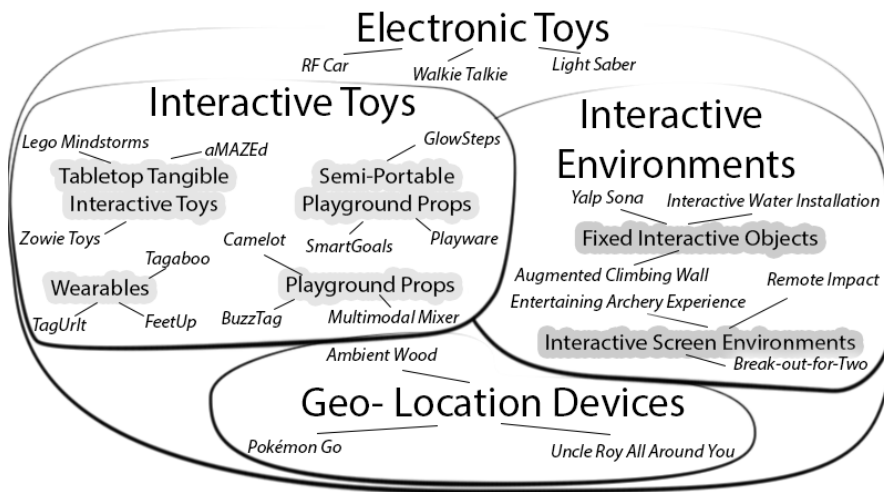 Electronic Toys
RF Car
Walkie Talkie
Light Saber
Interactive Toys
Lego Mindstorms
aMAZEd
Tabletop Tangible
Interactive Toys
Zowie Toys
GlowSteps
Semi-Portable
Playground Props
SmartGoals
Playware
Tagaboo
Wearables
TagUrIt
FeetUp
Camelot
Playground Props
BuzzTag
Multimodal Mixer
Interactive
Environments
Yalp Sona
Interactive Water Installation
Fixed Interactive Objects
Augmented Climbing Wall
Entertaining Archery Experience
Remote Impact
Interactive Screen Environments
Break-out-for-Two
Ambient Wood
Geo- Location Devices
Pokémon Go
Uncle Roy All Around You